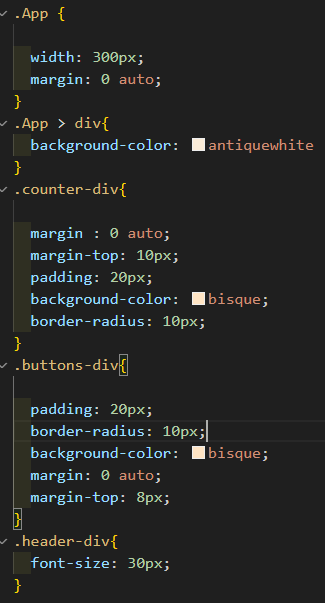 .App {
width: 300px;
margin: 0 auto;
}
.App > div{
background-color: antiquewhite
}
.counter-div{
margin : 0 auto;
margin-top: 10px;
padding: 20px;
background-color: bisque;
border-radius: 10px;
}
.buttons-div{
padding: 20px;
border-radius: 10px;
background-color: bisque;
margin: 0 auto;
margin-top: 8px;
}
.header-div{
font-size: 30px;
}